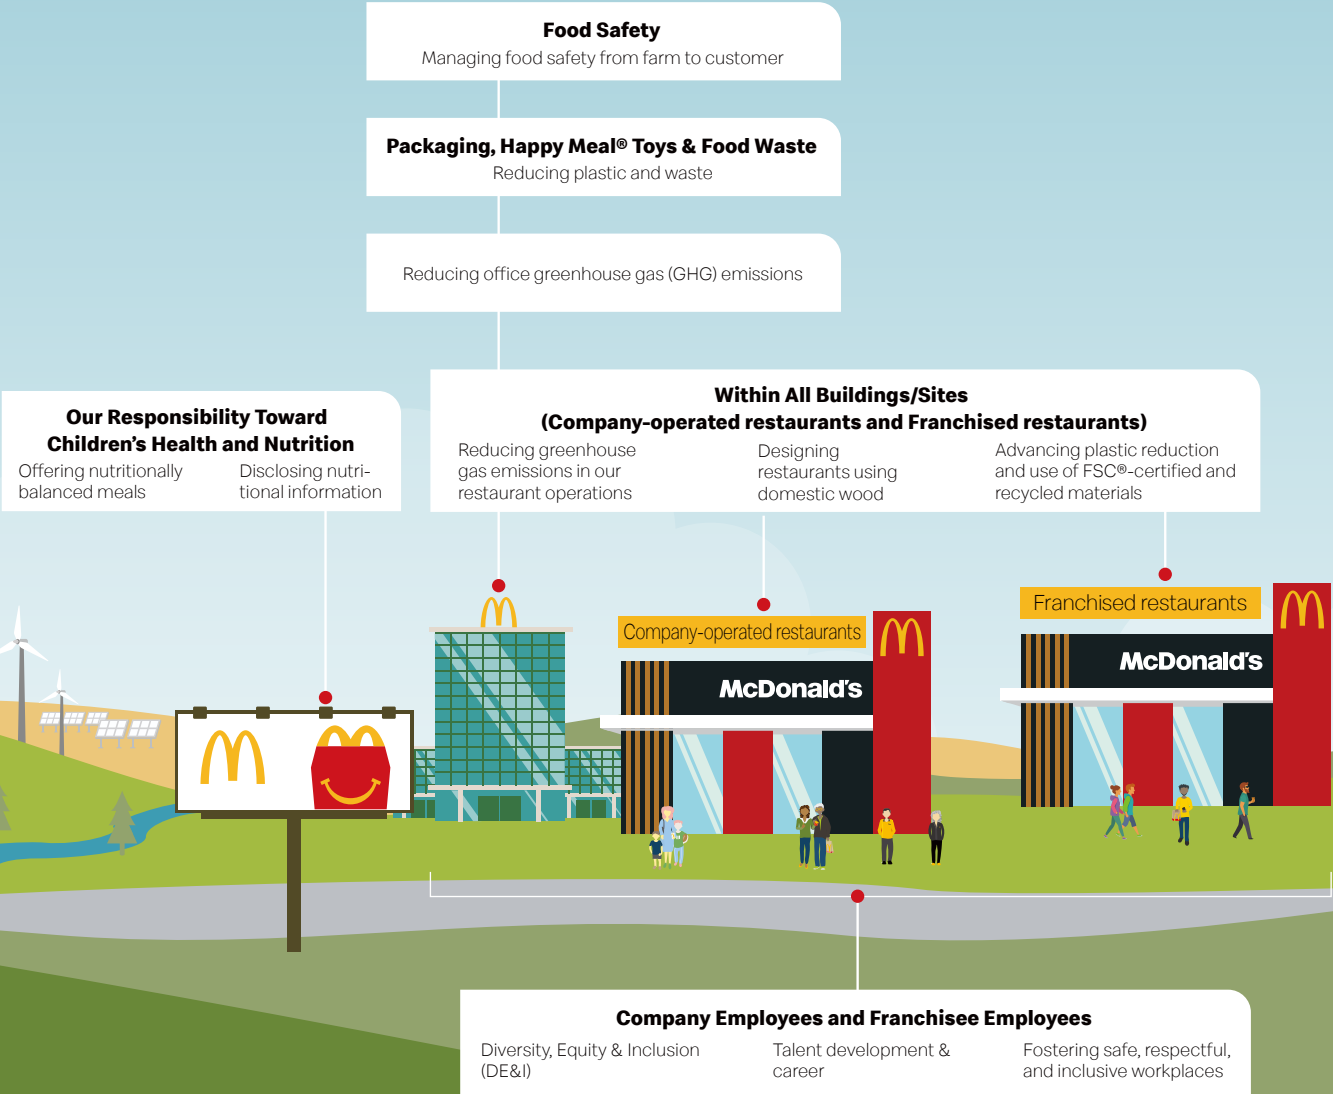 Food Safety
Managing food safety from farm to customer
Packaging, Happy Meal® Toys & Food Waste
Reducing plastic and waste
Reducing office greenhouse gas (GHG) emissions
Our Responsibility Toward
Children's Health and Nutrition
Offering nutritionally
balanced meals
Disclosing nutri-
tional information
Within All Buildings/Sites
(Company-operated restaurants and Franchised restaurants)
Reducing greenhouse
gas emissions in our
restaurant operations
Designing
restaurants using
domestic wood
Advancing plastic reduction
and use of FSC®-certified and
recycled materials
Company-operated restaurants
McDonald's
Franchised restaurants
McDonald's
Company Employees and Franchisee Employees
Diversity, Equity & Inclusion
(DE&I)
Talent development &
career
Fostering safe, respectful,
and inclusive workplaces